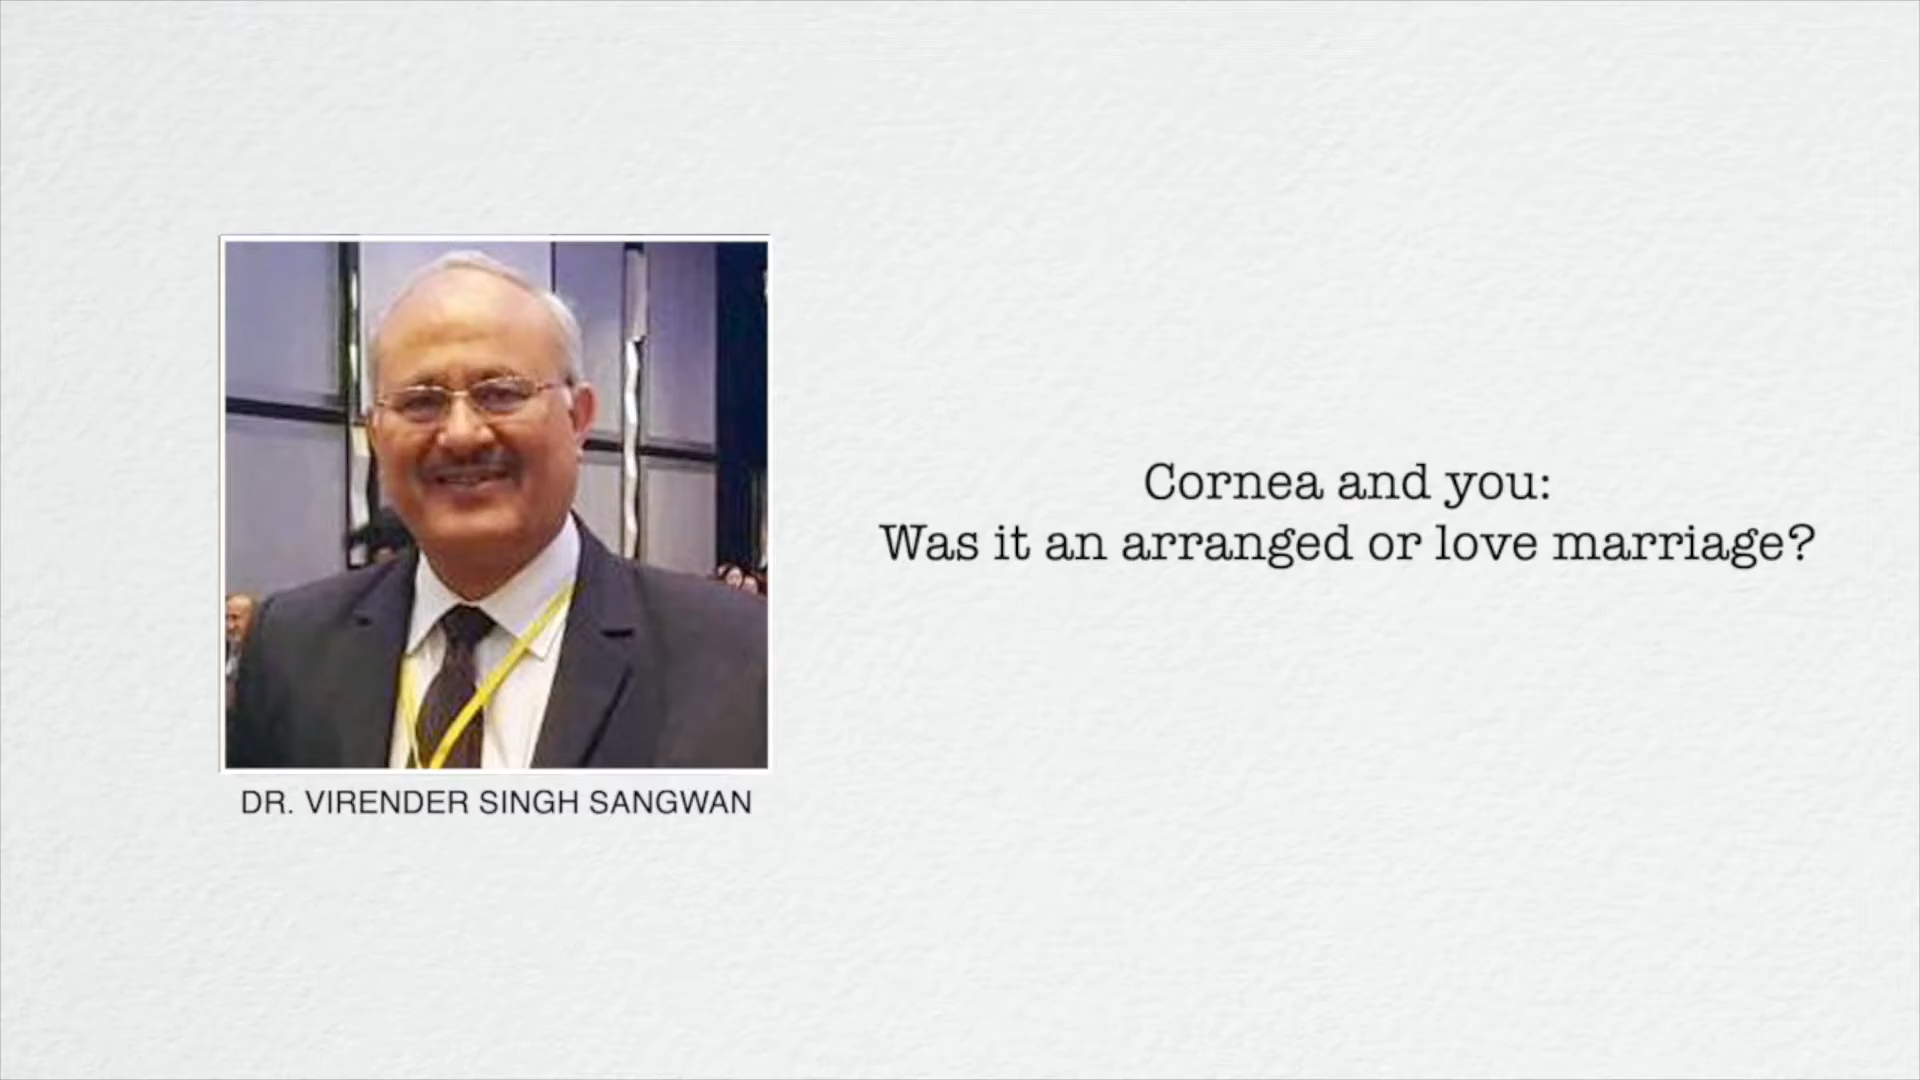 Cornea and you:
Was it an arranged or love marriage?
DR. VIRENDER SINGH SANGWAN